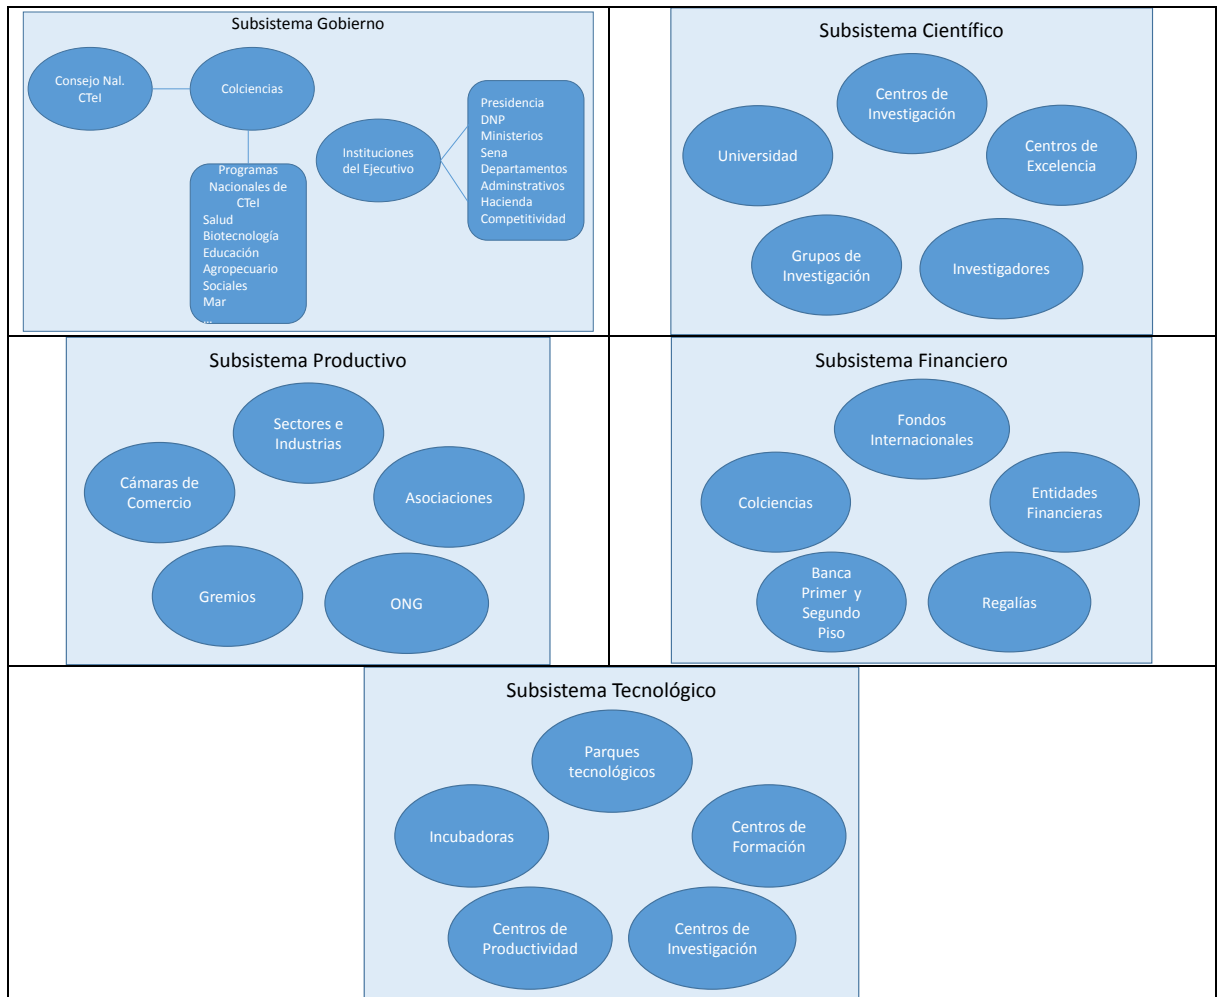 Subsistema Gobierno
Consejo Nal.
CTeI
Colciencias
Programas
Nacionales de
CTeI
Salud
Biotecnología
Educación
Agropecuario
Sociales
Mar
...
Instituciones
del Ejecutivo
Presidencia
DNP
Ministerios
Sena
Departamentos
Adminstrativos
Hacienda
Competitividad
Subsistema Científico
Centros de
Investigación
Universidad
Centros de
Excelencia
Grupos de
Investigación
Investigadores
Subsistema Productivo
Sectores e
Industrias
Cámaras de
Comercio
Asociaciones
Gremios
ONG
Subsistema Financiero
Fondos
Internacionales
Colciencias
Entidades
Financieras
Banca
Primer y
Segundo
Piso
Regalías
Subsistema Tecnológico
Parques
tecnológicos
Incubadoras
Centros de
Formación
Centros de
Productividad
Centros de
Investigación